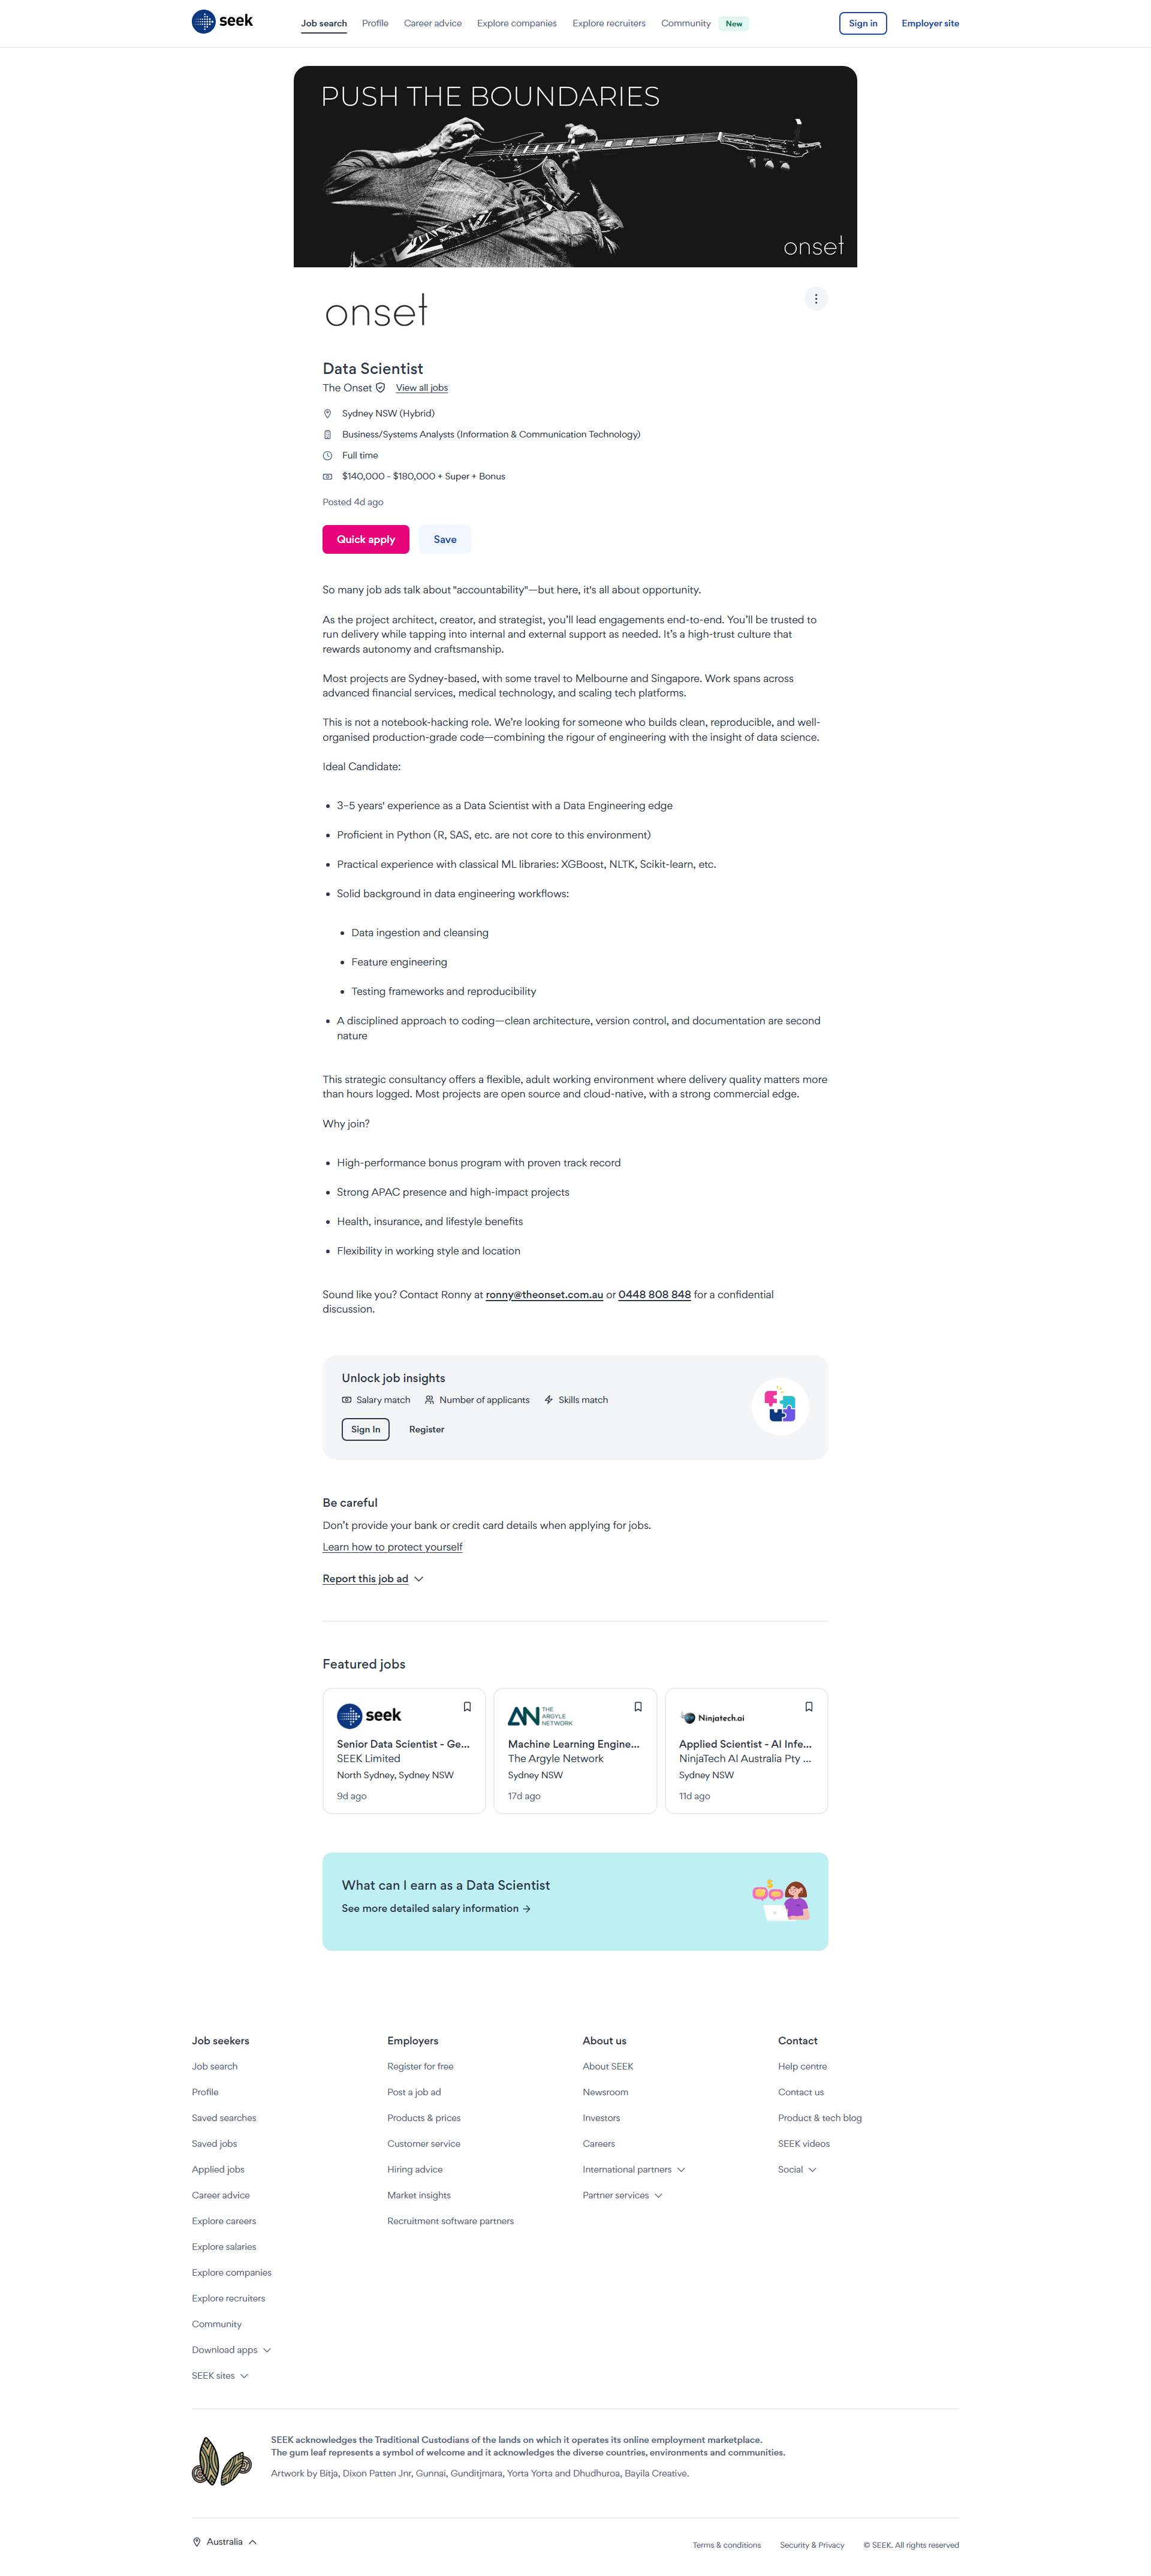 seek
Job search
Profile
Career advice
Explore companies
Explore recruiters
Community
New
Sign in
Employer site
PUSH THE BOUNDARIES
onset
onset
Data Scientist
The Onset
View all jobs
Sydney NSW (Hybrid)
Business/Systems Analysts (Information & Communication Technology)
Full time
$140,000 - $180,000 + Super + Bonus
Posted 4d ago
Quick apply
Save
So many job ads talk about "accountability"—but here, it's all about opportunity.
As the project architect, creator, and strategist, you’ll lead engagements end-to-end. You’ll be trusted to
run delivery while tapping into internal and external support as needed. It’s a high-trust culture that
rewards autonomy and craftsmanship.
Most projects are Sydney-based, with some travel to Melbourne and Singapore. Work spans across
advanced financial services, medical technology, and scaling tech platforms.
This is not a notebook-hacking role. We’re looking for someone who builds clean, reproducible, and well-
organised production-grade code—combining the rigour of engineering with the insight of data science.
Ideal Candidate:
• 3–5 years' experience as a Data Scientist with a Data Engineering edge
• Proficient in Python (R, SAS, etc. are not core to this environment)
• Practical experience with classical ML libraries: XGBoost, NLTK, Scikit-learn, etc.
• Solid background in data engineering workflows:
• Data ingestion and cleansing
• Feature engineering
• Testing frameworks and reproducibility
• A disciplined approach to coding—clean architecture, version control, and documentation are second
nature
This strategic consultancy offers a flexible, adult working environment where delivery quality matters more
than hours logged. Most projects are open source and cloud-native, with a strong commercial edge.
Why join?
• High-performance bonus program with proven track record
• Strong APAC presence and high-impact projects
• Health, insurance, and lifestyle benefits
• Flexibility in working style and location
Sound like you? Contact Ronny at ronny@theonset.com.au or 0448 808 848 for a confidential
discussion.
Unlock job insights
Salary match
Number of applicants
Skills match
Sign In
Register
Be careful
Don’t provide your bank or credit card details when applying for jobs.
Learn how to protect yourself
Report this job ad
Featured jobs
seek
Senior Data Scientist - Ge...
SEEK Limited
North Sydney, Sydney NSW
9d ago
AN THE
ARGYLE
NETWORK
Machine Learning Engine...
The Argyle Network
Sydney NSW
17d ago
Ninjatech.ai
Applied Scientist - AI Infe...
NinjaTech AI Australia Pty ...
Sydney NSW
11d ago
What can I earn as a Data Scientist
See more detailed salary information
Job seekers
Job search
Profile
Saved searches
Saved jobs
Applied jobs
Career advice
Explore careers
Explore salaries
Explore companies
Explore recruiters
Community
Download apps
SEEK sites
Employers
Register for free
Post a job ad
Products & prices
Customer service
Hiring advice
Market insights
Recruitment software partners
About us
About SEEK
Newsroom
Investors
Careers
International partners
Partner services
Contact
Help centre
Contact us
Product & tech blog
SEEK videos
Social
SEEK acknowledges the Traditional Custodians of the lands on which it operates its online employment marketplace.
The gum leaf represents a symbol of welcome and it acknowledges the diverse countries, environments and communities.
Artwork by Bitja, Dixon Patten Jnr, Gunnai, Gunditjmara, Yorta Yorta and Dhudhuroa, Bayila Creative.
Australia
Terms & conditions
Security & Privacy
© SEEK. All rights reserved